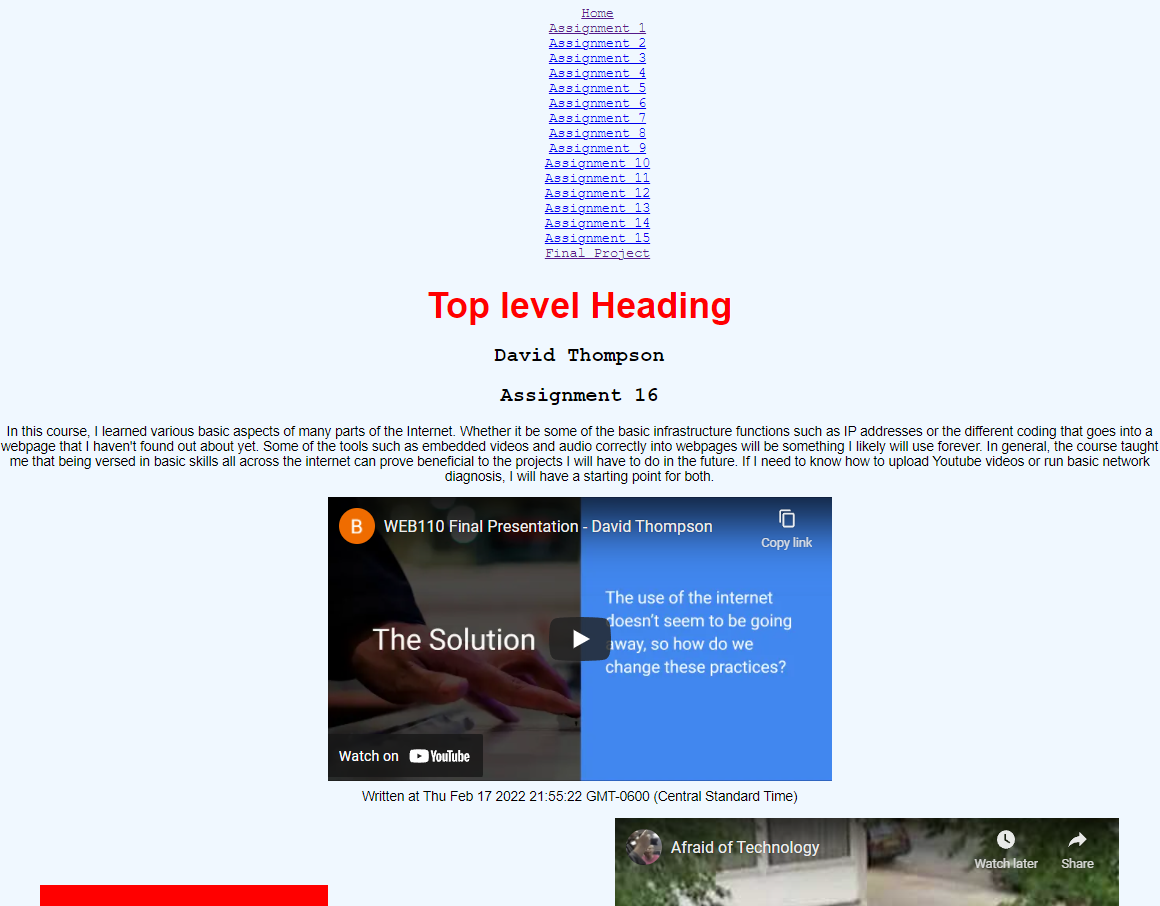 Home
Assignment 1
Assignment 2
Assignment 3
Assignment 4
Assignment 5
Assignment 6
Assignment 7
Assignment 8
Assignment 9
Assignment 10
Assignment 11
Assignment 12
Assignment 13
Assignment 14
Assignment 15
Final Project
Top level Heading
David Thompson
Assignment 16
In this course, I learned various basic aspects of many parts of the Internet. Whether it be some of the basic infrastructure functions such as IP addresses or the different coding that goes into a
webpage that I haven't found out about yet. Some of the tools such as embedded videos and audio correctly into webpages will be something I likely will use forever. In general, the course taught
me that being versed in basic skills all across the internet can prove beneficial to the projects I will have to do in the future. If I need to know how to upload Youtube videos or run basic network
diagnosis, I will have a starting point for both.
B WEB110 Final Presentation - David Thompson
Copy link
The Solution
The use of the internet
doesn't seem to be going
away, so how do we
change these practices?
Watch on YouTube
Written at Thu Feb 17 2022 21:55:22 GMT-0600 (Central Standard Time)
Afraid of Technology
Watch later
Share